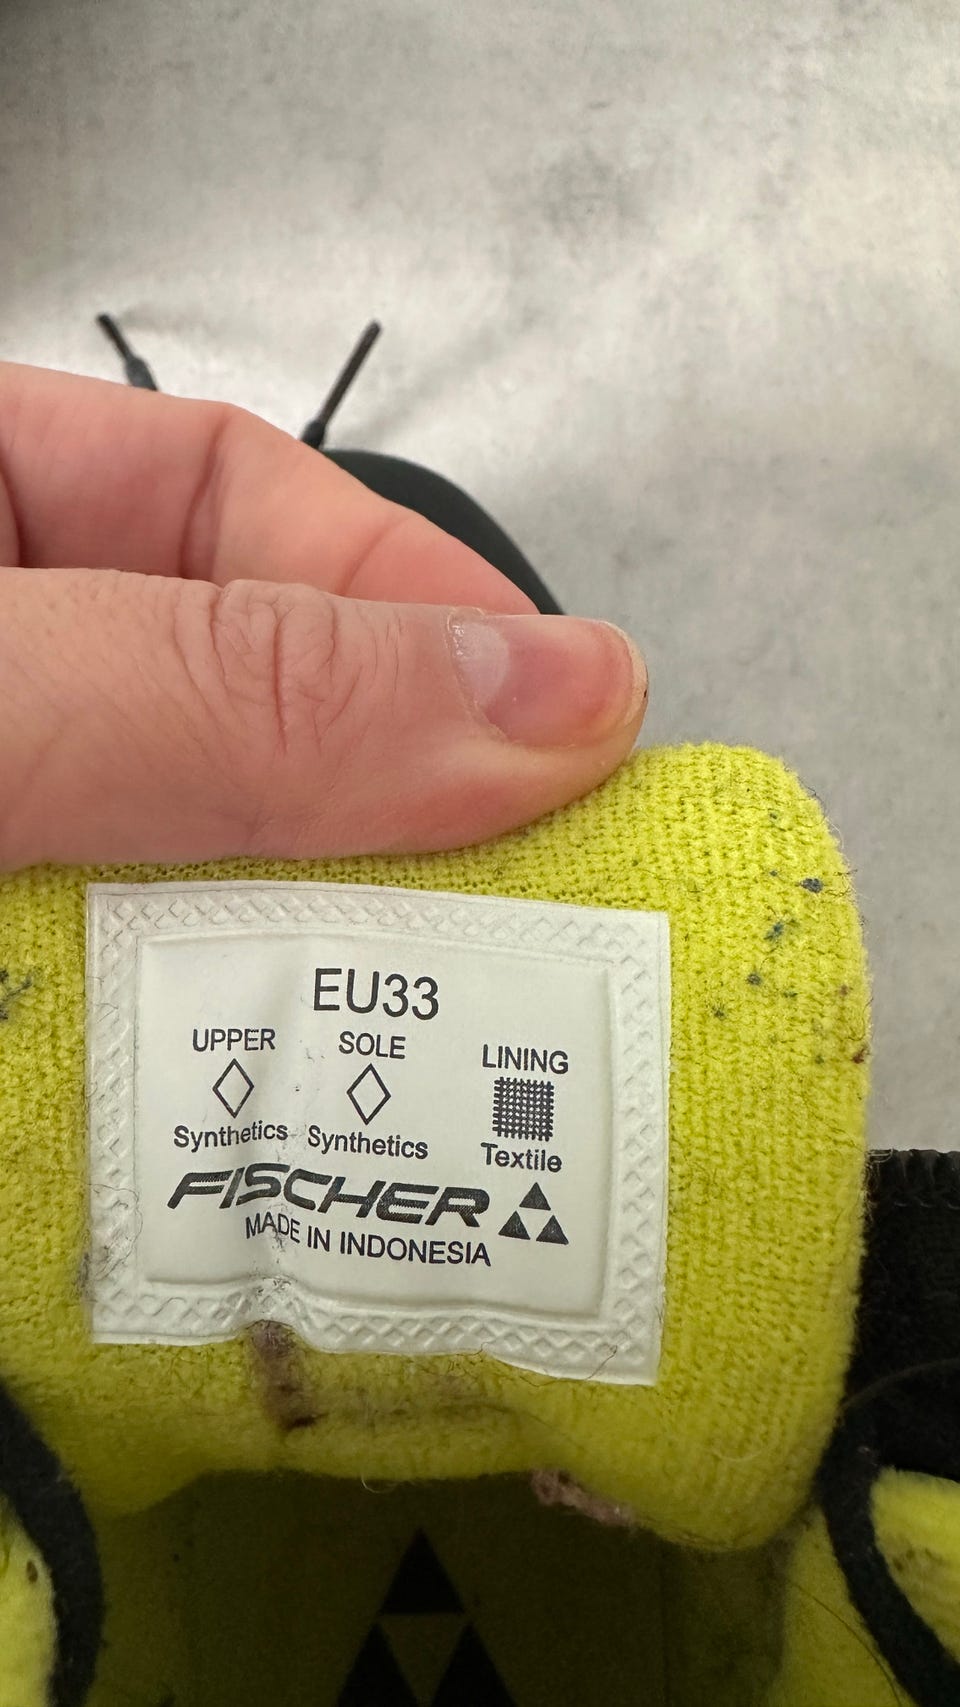 EU33
UPPER SOLE LINING
Synthetics Synthetics Textile
FISCHER
MADE IN INDONESIA